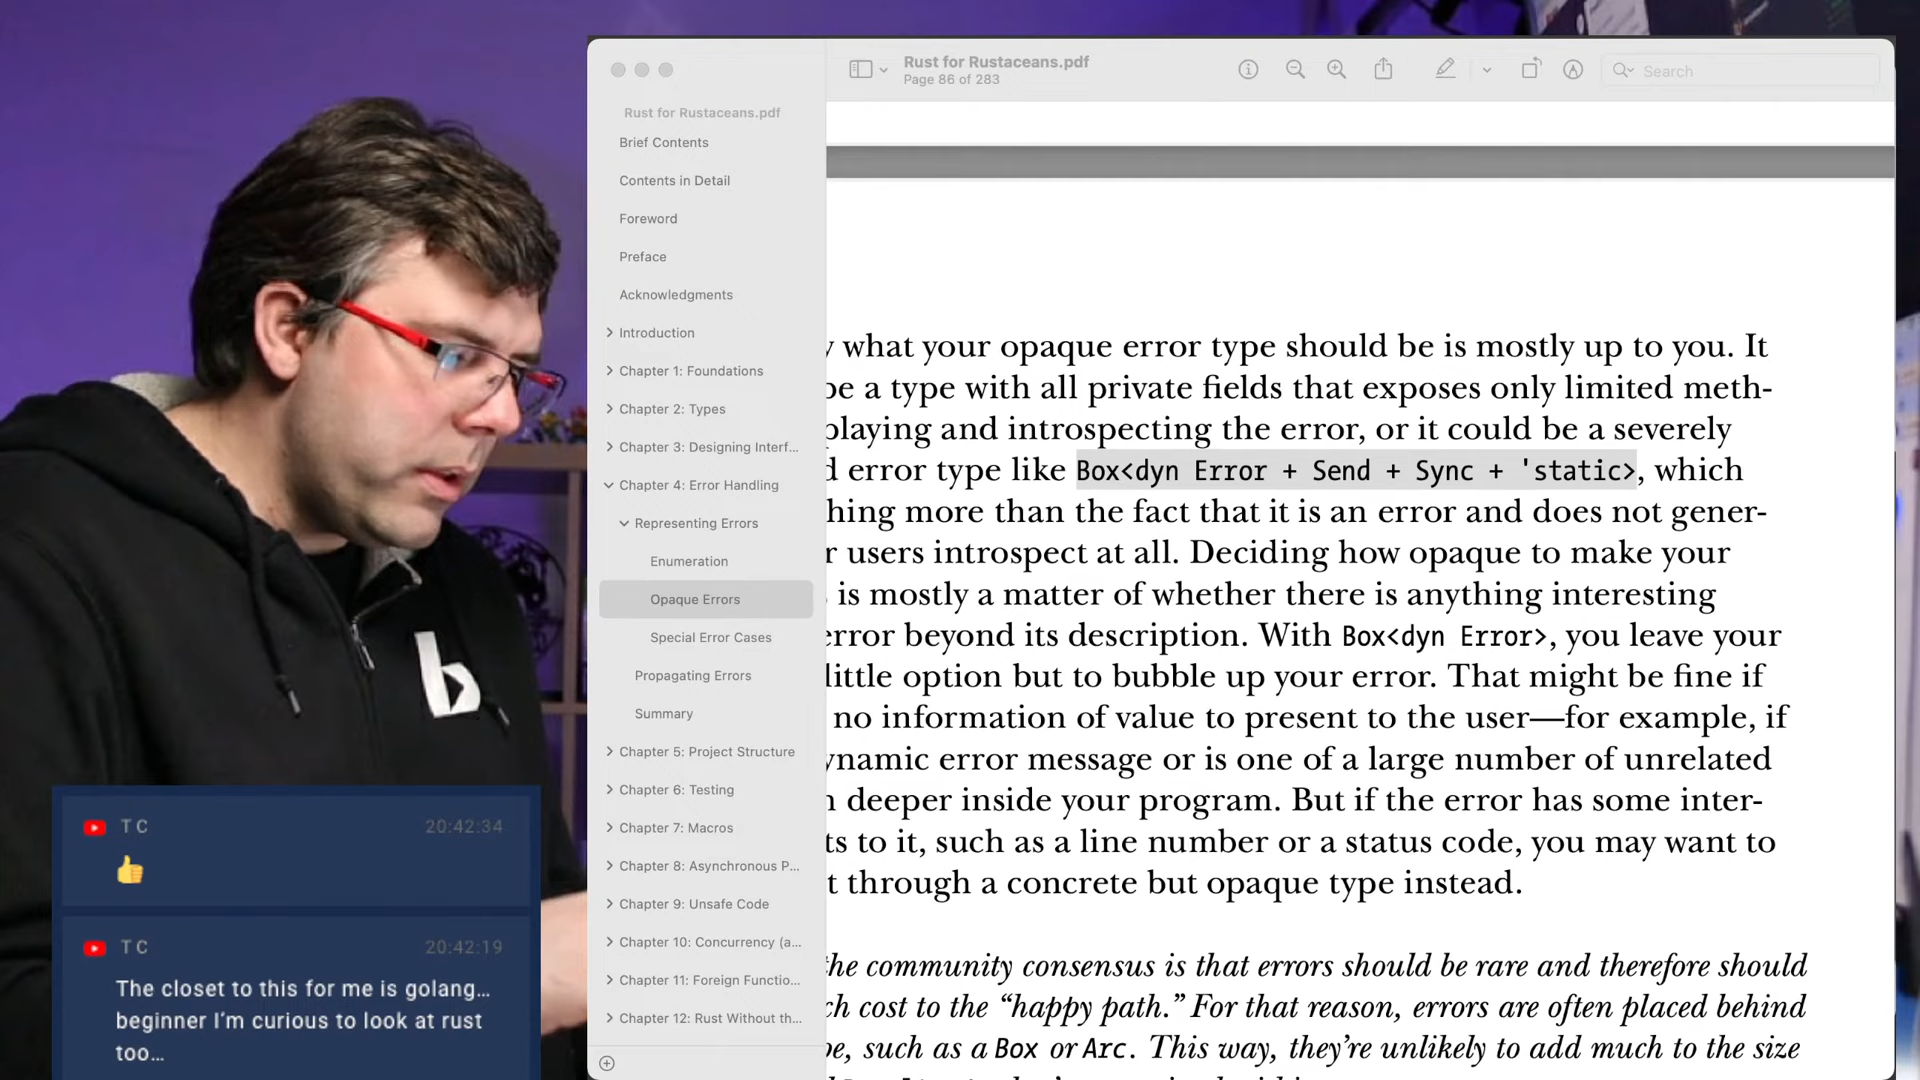 Rust for Rustaceans.pdf
Page 86 of 283
Search
Rust for Rustaceans.pdf
Brief Contents
Contents in Detail
Foreword
Preface
Acknowledgments
Introduction
Chapter 1: Foundations
Chapter 2: Types
Chapter 3: Designing Interf...
Chapter 4: Error Handling
Representing Errors
Enumeration
Opaque Errors
Special Error Cases
Propagating Errors
Summary
Chapter 5: Project Structure
Chapter 6: Testing
Chapter 7: Macros
Chapter 8: Asynchronous P...
Chapter 9: Unsafe Code
Chapter 10: Concurrency (a...
Chapter 11: Foreign Functio...
Chapter 12: Rust Without th...
what your opaque error type should be is mostly up to you. It
be a type with all private fields that exposes only limited meth-
playing and introspecting the error, or it could be a severely
d error type like Box<dyn Error + Send + Sync + 'static>, which
hing more than the fact that it is an error and does not gener-
r users introspect at all. Deciding how opaque to make your
is mostly a matter of whether there is anything interesting
error beyond its description. With Box<dyn Error>, you leave your
little option but to bubble up your error. That might be fine if
no information of value to present to the user—for example, if
ynamic error message or is one of a large number of unrelated
n deeper inside your program. But if the error has some inter-
ts to it, such as a line number or a status code, you may want to
t through a concrete but opaque type instead.
the community consensus is that errors should be rare and therefore should
ch cost to the “happy path.” For that reason, errors are often placed behind
pe, such as a Box or Arc. This way, they’re unlikely to add much to the size
T C 20:42:34
👍
T C 20:42:19
The closet to this for me is golang...
beginner I'm curious to look at rust
too...